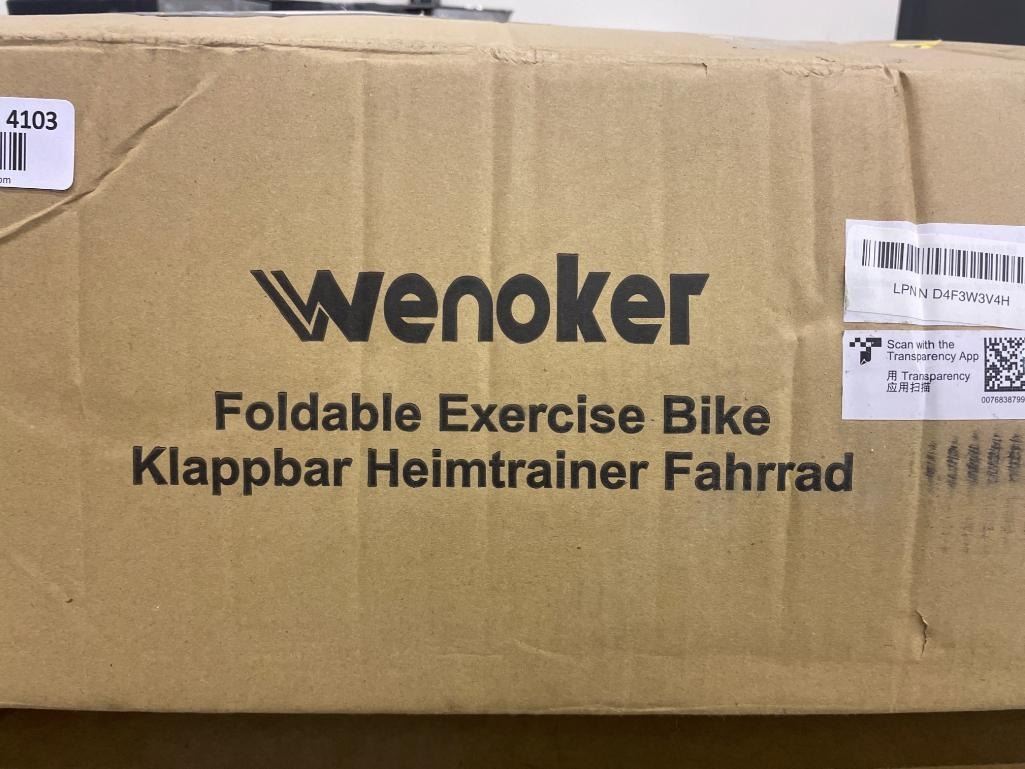 4103
wenoker
Foldable Exercise Bike
Klappbar Heimtrainer Fahrrad
D4F3W3V4H
Scan with the
Transparency App
用 Transparency
应用扫描
0076838799